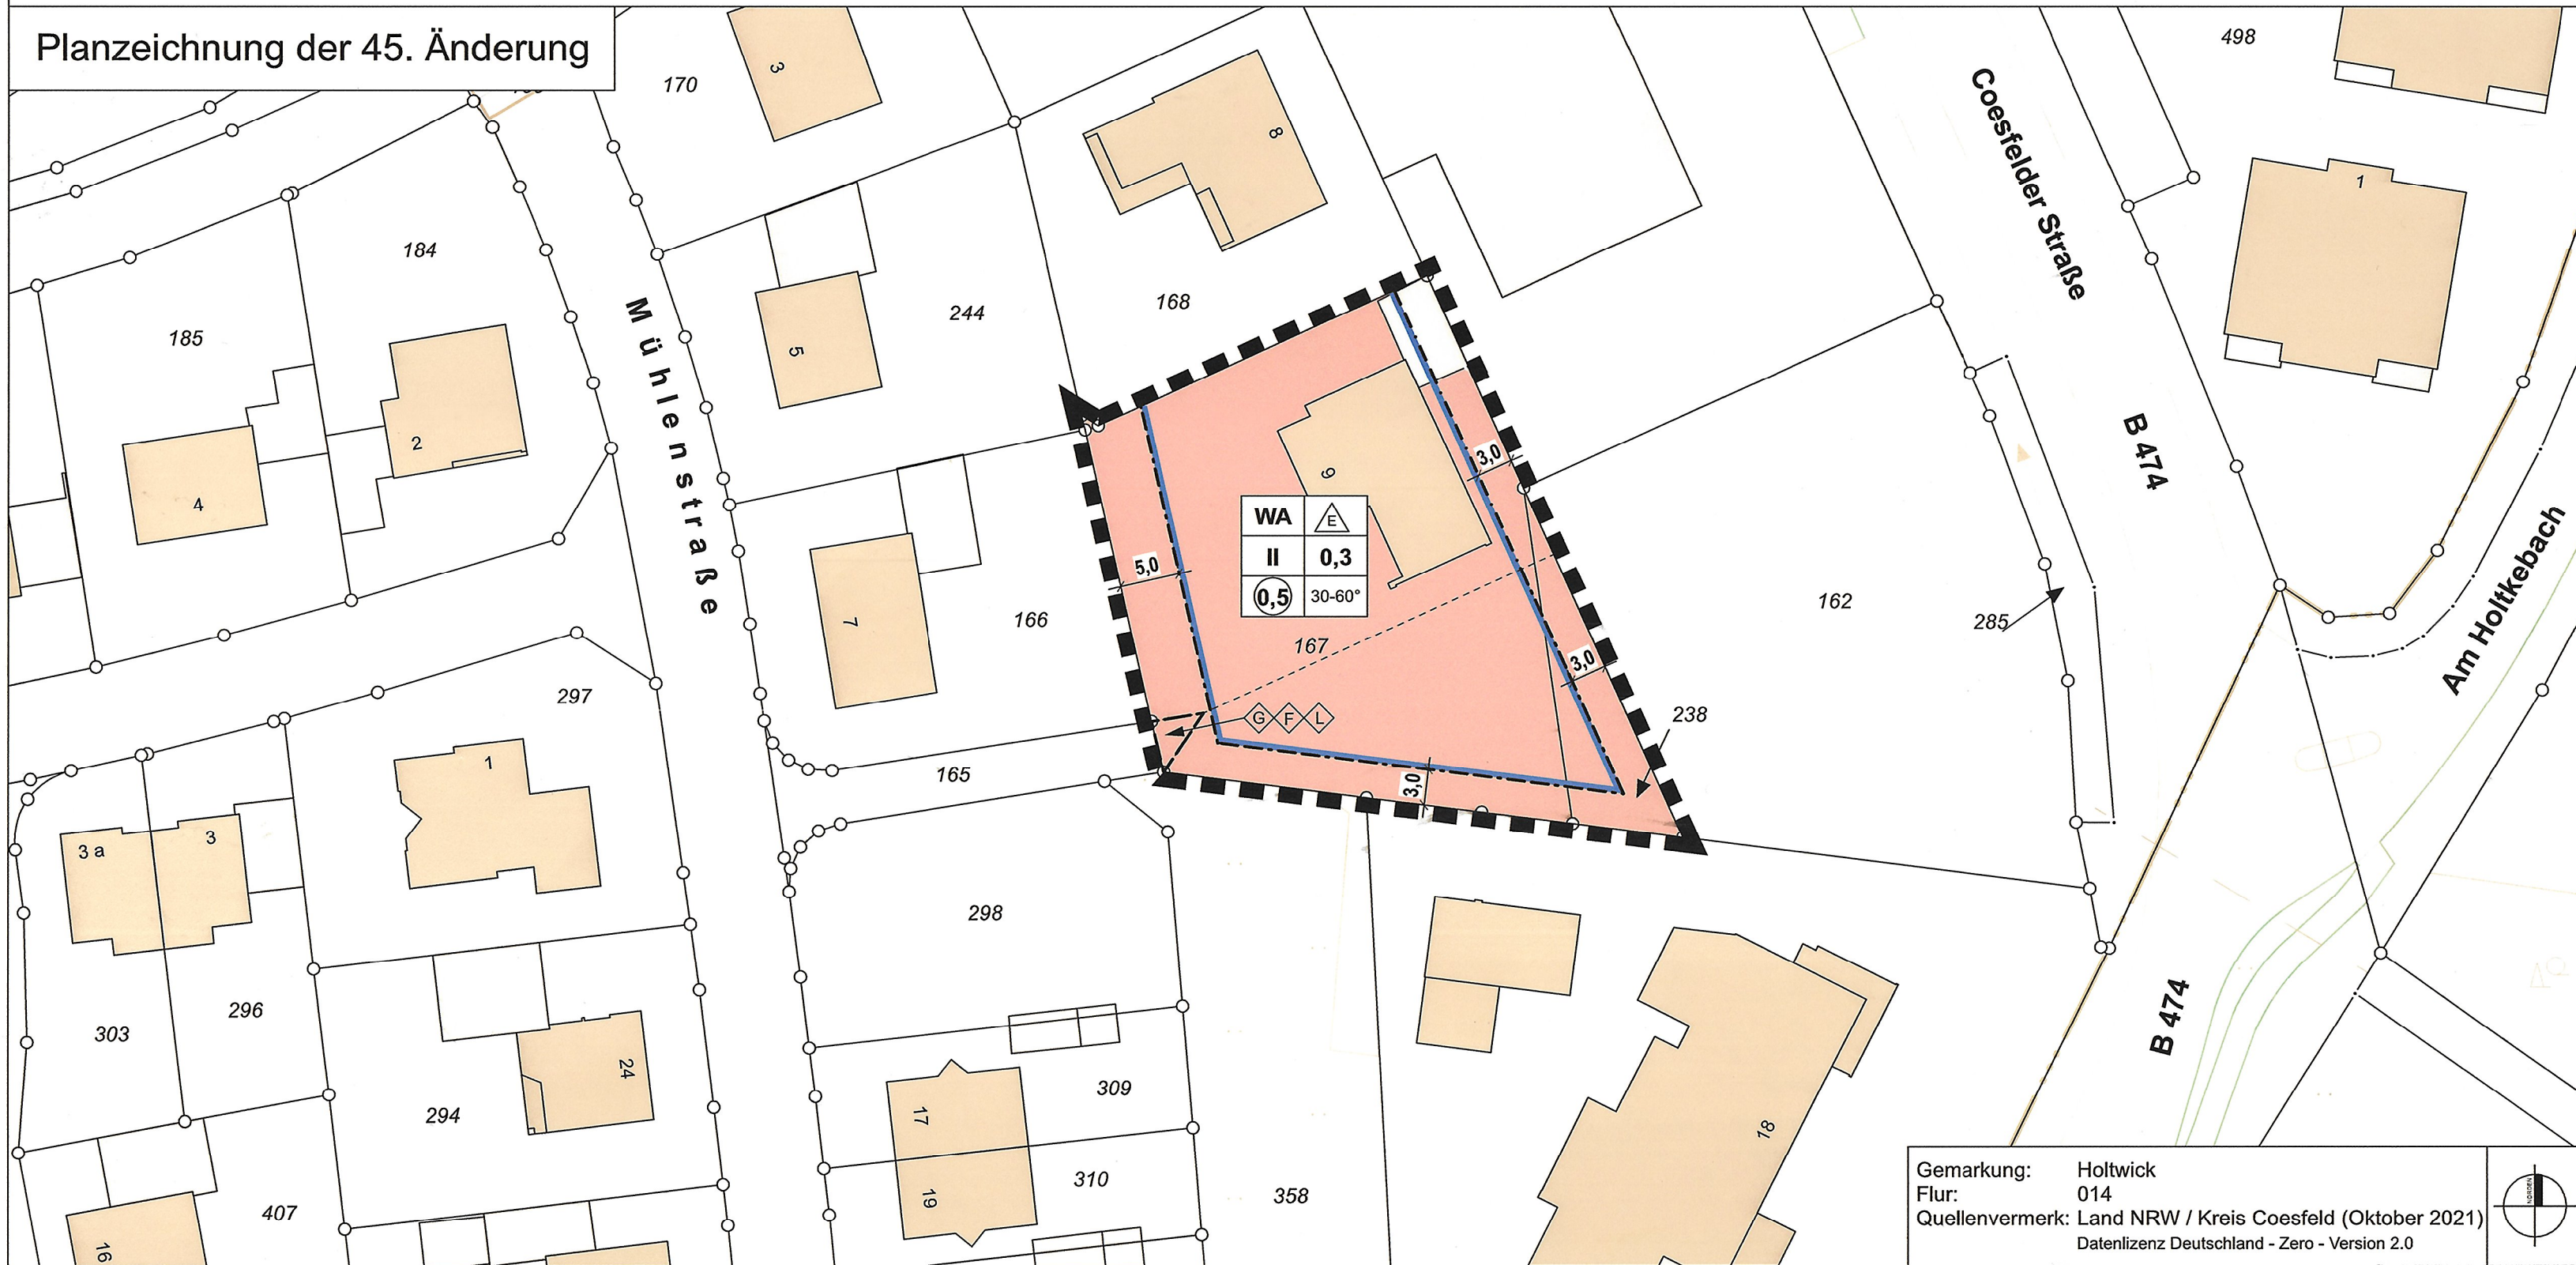 Planzeichnung der 45. Änderung
170
3
8
498
1
Coesfelder Straße
184
185
2
4
Mühlenstraße
244
5
168
B 474
Am Holtkebach
9
3,0
WA E
II 0,3
0,5 30-60°
5,0
7
166
167
162
285
3,0
G F L
238
3,0
297
1
165
3 a
3
298
303
296
294
24
17
309
19
310
358
18
B 474
407
16
Gemarkung: Holtwick
Flur: 014
Quellenvermerk: Land NRW / Kreis Coesfeld (Oktober 2021)
Datenlizenz Deutschland - Zero - Version 2.0
NORDEN